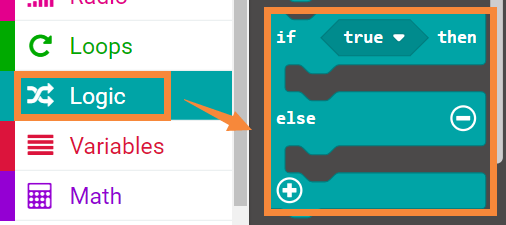 Radio
Loops
Logic
Variables
Math
if true then
else